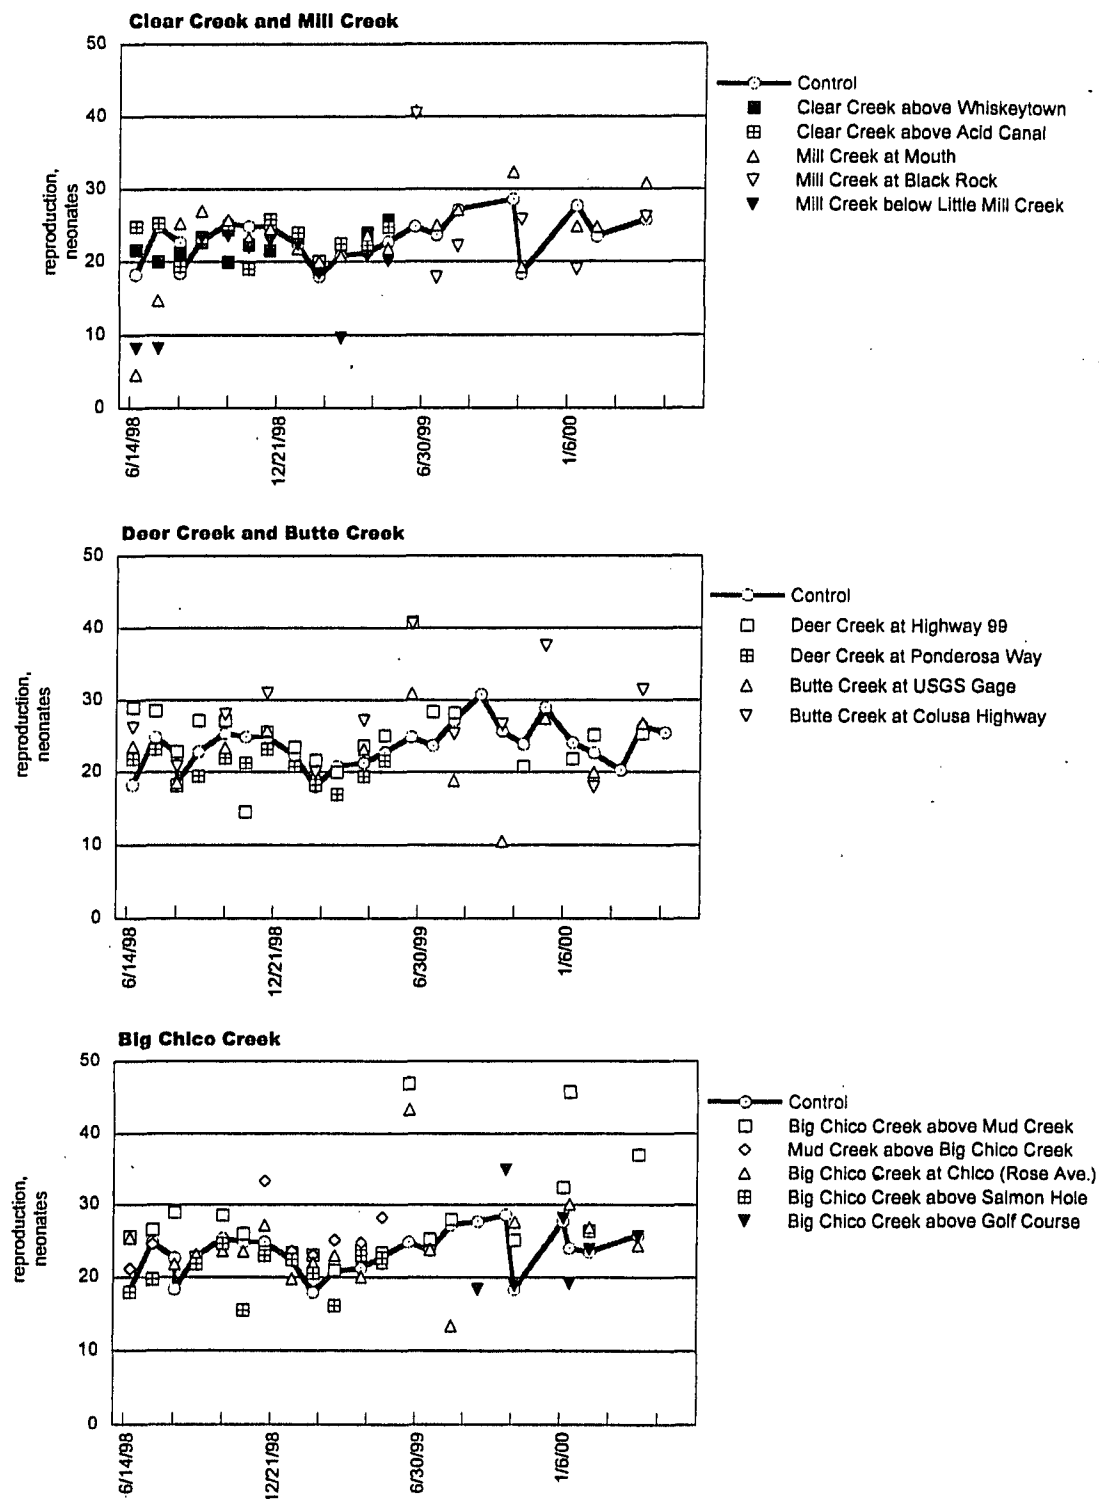 Clear Creek and Mill Creek
50
40
30
20
10
0
reproduction,
neonates
6/14/98
12/21/98
6/30/99
1/6/00
Control
Clear Creek above Whiskeytown
Clear Creek above Acid Canal
Mill Creek at Mouth
Mill Creek at Black Rock
Mill Creek below Little Mill Creek
Deer Creek and Butte Creek
50
40
30
20
10
0
reproduction,
neonates
6/14/98
12/21/98
6/30/99
1/6/00
Control
Deer Creek at Highway 99
Deer Creek at Ponderosa Way
Butte Creek at USGS Gage
Butte Creek at Colusa Highway
Big Chico Creek
50
40
30
20
10
0
reproduction,
neonates
6/14/98
12/21/98
6/30/99
1/6/00
Control
Big Chico Creek above Mud Creek
Mud Creek above Big Chico Creek
Big Chico Creek at Chico (Rose Ave.)
Big Chico Creek above Salmon Hole
Big Chico Creek above Golf Course